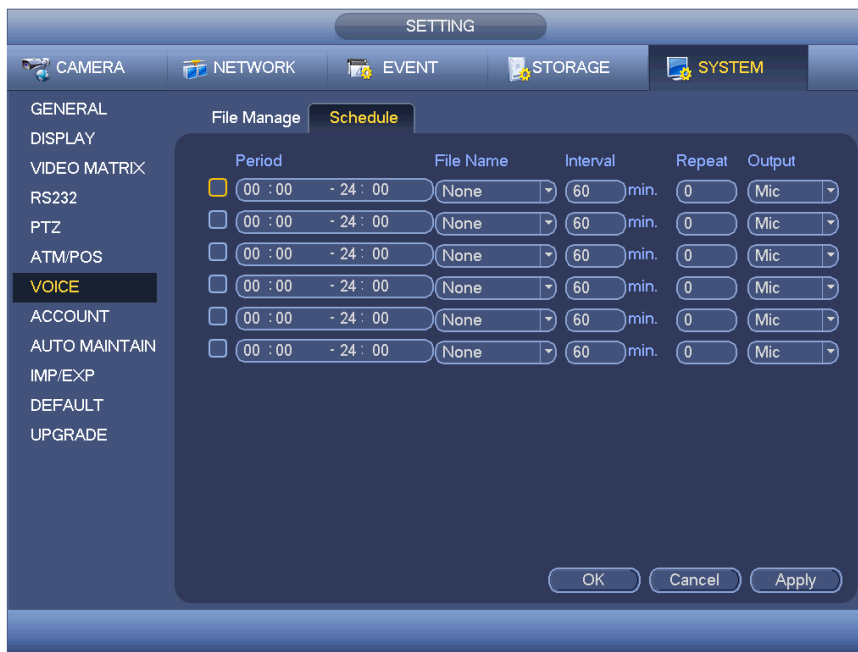 SETTING
CAMERA NETWORK EVENT STORAGE SYSTEM
GENERAL
DISPLAY
VIDEO MATRIX
RS232
PTZ
ATM/POS
VOICE
ACCOUNT
AUTO MAINTAIN
IMP/EXP
DEFAULT
UPGRADE
File Manage Schedule
Period File Name Interval Repeat Output
00 :00 - 24 : 00 None 60 min. 0 Mic
00 :00 - 24 : 00 None 60 min. 0 Mic
00 :00 - 24 : 00 None 60 min. 0 Mic
00 :00 - 24 : 00 None 60 min. 0 Mic
00 :00 - 24 : 00 None 60 min. 0 Mic
00 :00 - 24 : 00 None 60 min. 0 Mic
OK Cancel Apply